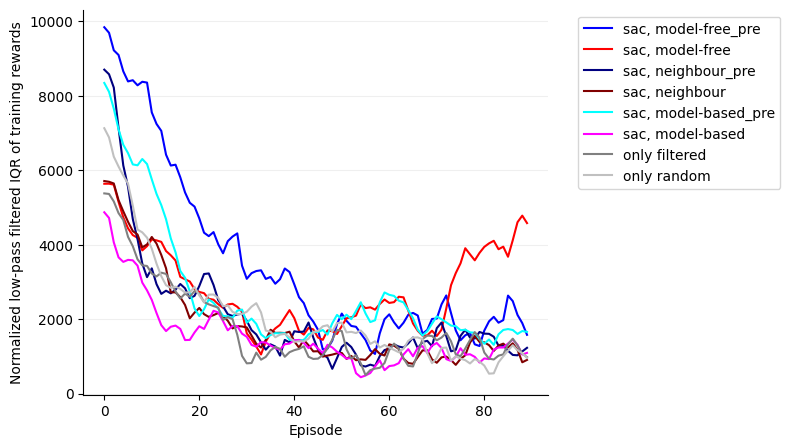 Normalized low-pass filtered IQR of training rewards
10000
8000
6000
4000
2000
0
0
20
40
60
80
Episode
sac, model-free_pre
sac, model-free
sac, neighbour_pre
sac, neighbour
sac, model-based_pre
sac, model-based
only filtered
only random